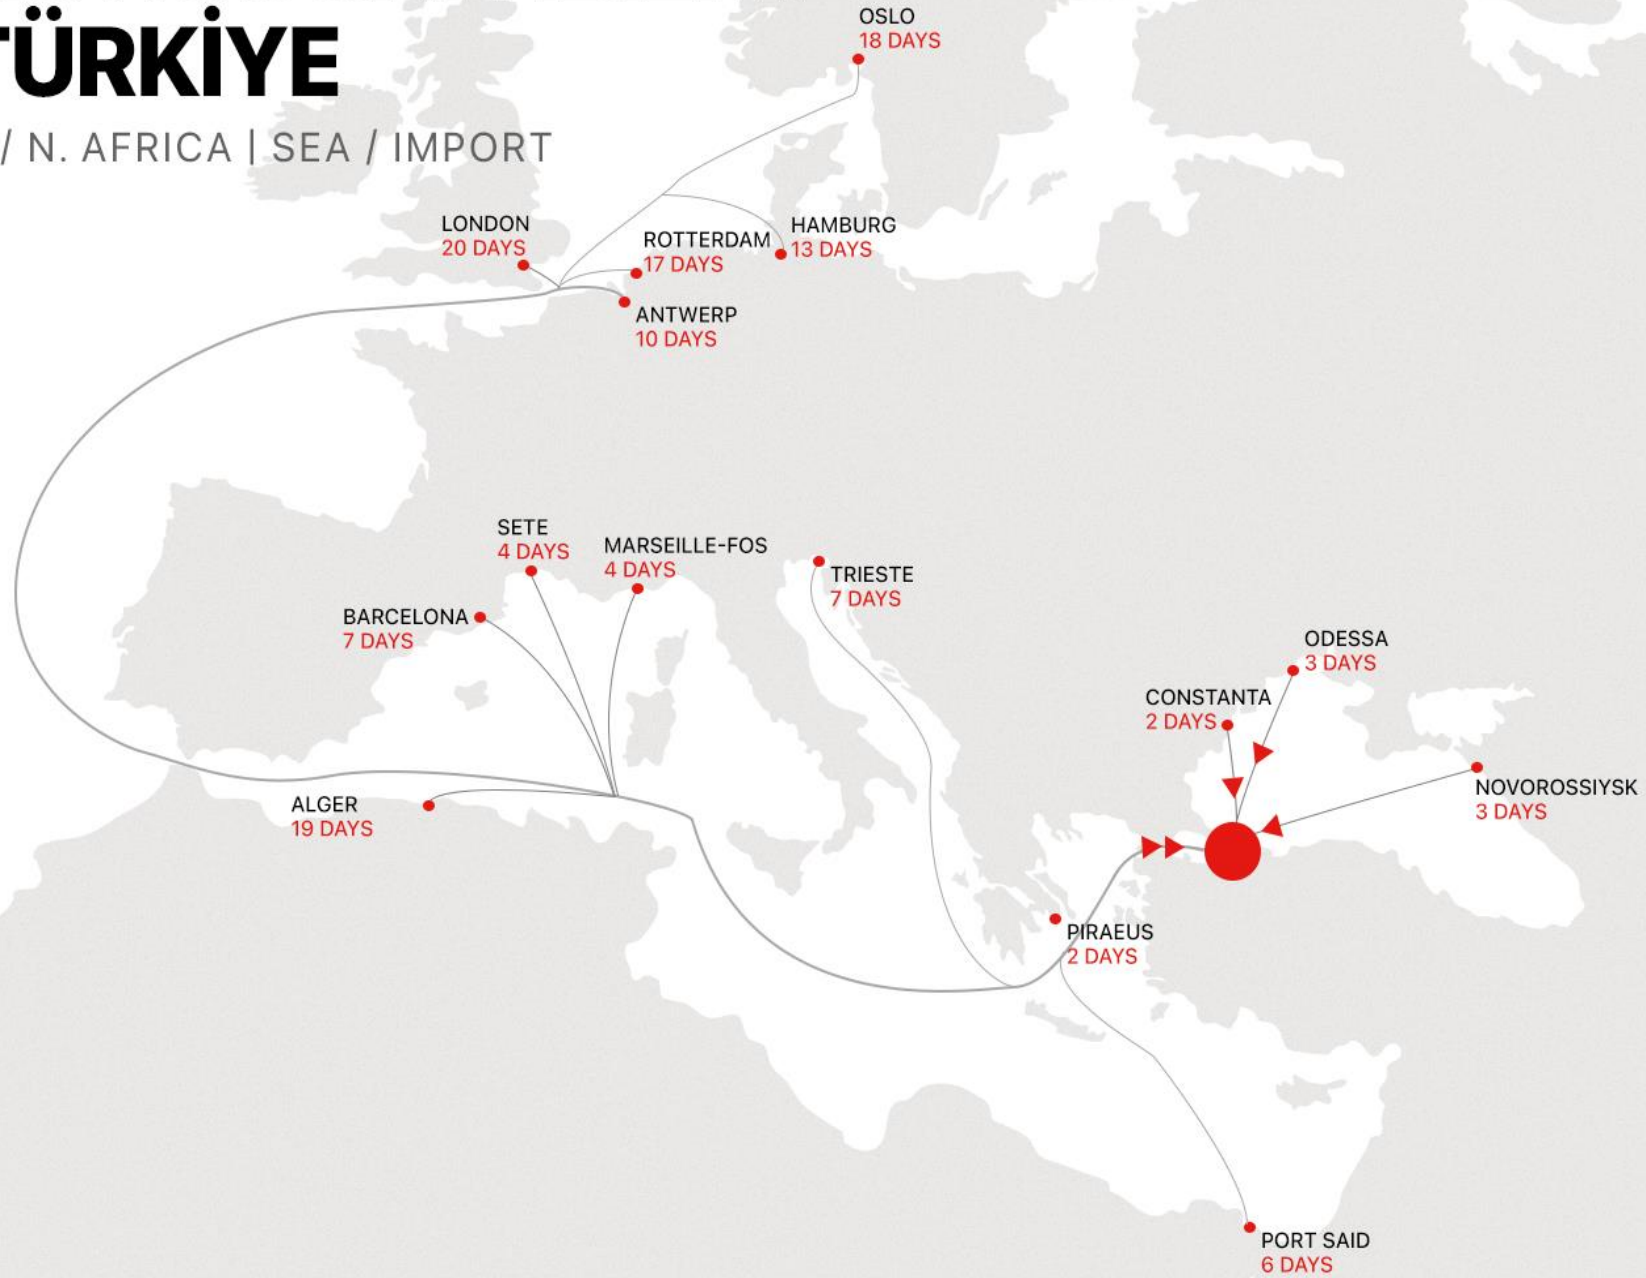 TÜRKİYE
/ N. AFRICA | SEA / IMPORT
OSLO
18 DAYS
LONDON
20 DAYS
ROTTERDAM
17 DAYS
HAMBURG
13 DAYS
ANTWERP
10 DAYS
SETE
4 DAYS
MARSEILLE-FOS
4 DAYS
TRIESTE
7 DAYS
BARCELONA
7 DAYS
ODESSA
3 DAYS
CONSTANTA
2 DAYS
NOVOROSSIYSK
3 DAYS
ALGER
19 DAYS
PIRAEUS
2 DAYS
PORT SAID
6 DAYS